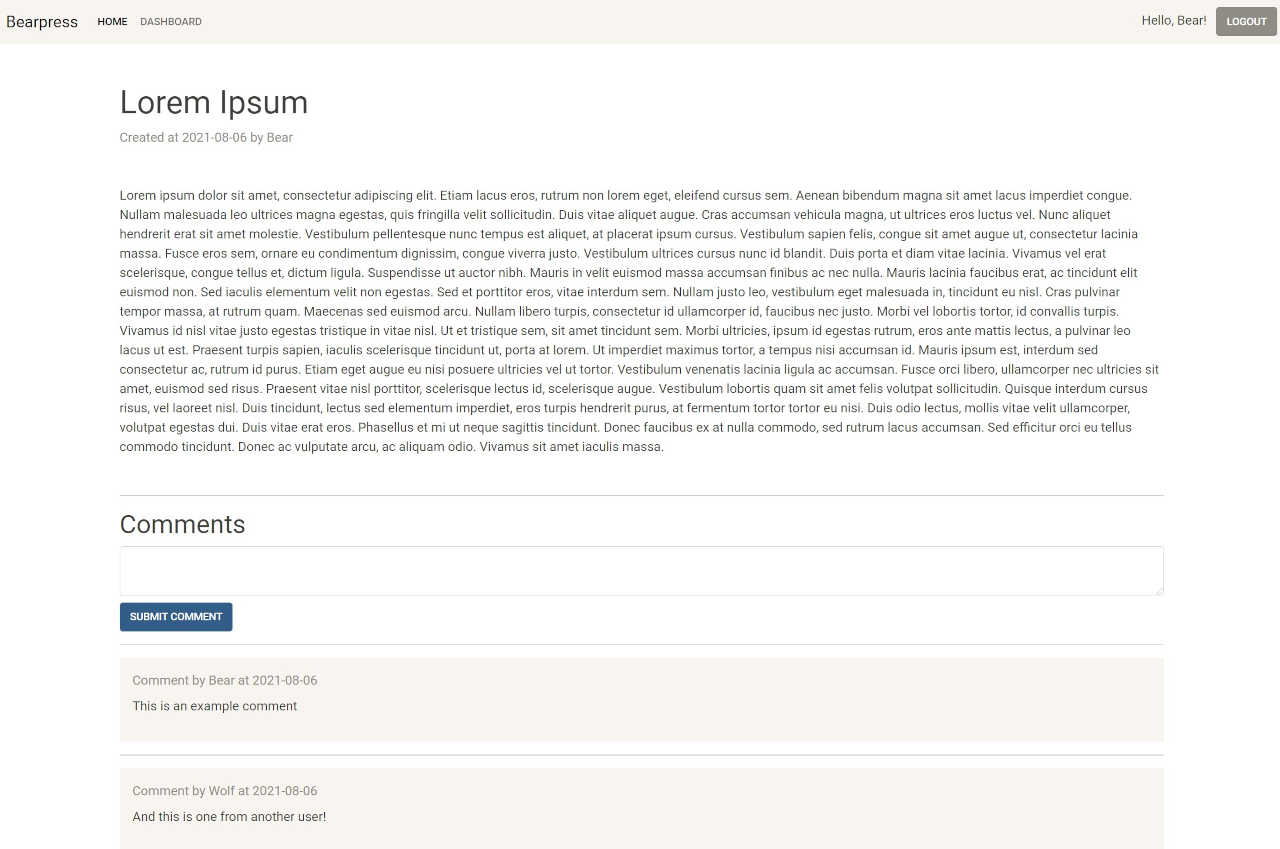 Bearpress HOME DASHBOARD Hello, Bear! LOGOUT
Lorem Ipsum
Created at 2021-08-06 by Bear
Lorem ipsum dolor sit amet, consectetur adipiscing elit. Etiam lacus eros, rutrum non lorem eget, eleifend cursus sem. Aenean bibendum magna sit amet lacus imperdiet congue.
Nullam malesuada leo ultrices magna egestas, quis fringilla velit sollicitudin. Duis vitae aliquet augue. Cras accumsan vehicula magna, ut ultrices eros luctus vel. Nunc aliquet
hendrerit erat sit amet molestie. Vestibulum pellentesque nunc tempus est aliquet, at placerat ipsum cursus. Vestibulum sapien felis, congue sit amet augue ut, consectetur lacinia
massa. Fusce eros sem, ornare eu condimentum dignissim, congue viverra justo. Vestibulum ultrices cursus nunc id blandit. Duis porta et diam vitae lacinia. Vivamus vel erat
scelerisque, congue tellus et, dictum ligula. Suspendisse ut auctor nibh. Mauris in velit euismod massa accumsan finibus ac nec nulla. Mauris lacinia faucibus erat, ac tincidunt elit
euismod non. Sed iaculis elementum velit non egestas. Sed et porttitor eros, vitae interdum sem. Nullam justo leo, vestibulum eget malesuada in, tincidunt eu nisl. Cras pulvinar
tempor massa, at rutrum quam. Maecenas sed euismod arcu. Nullam libero turpis, consectetur id ullamcorper id, faucibus nec justo. Morbi vel lobortis tortor, id convallis turpis.
Vivamus id nisl vitae justo egestas tristique in vitae nisl. Ut et tristique sem, sit amet tincidunt sem. Morbi ultricies, ipsum id egestas rutrum, eros ante mattis lectus, a pulvinar leo
lacus ut est. Praesent turpis sapien, iaculis scelerisque tincidunt ut, porta at lorem. Ut imperdiet maximus tortor, a tempus nisi accumsan id. Mauris ipsum est, interdum sed
consectetur ac, rutrum id purus. Etiam eget augue eu nisi posuere ultricies vel ut tortor. Vestibulum venenatis lacinia ligula ac accumsan. Fusce orci libero, ullamcorper nec ultricies sit
amet, euismod sed risus. Praesent vitae nisl porttitor, scelerisque lectus id, scelerisque augue. Vestibulum lobortis quam sit amet felis volutpat sollicitudin. Quisque interdum cursus
risus, vel laoreet nisl. Duis tincidunt, lectus sed elementum imperdiet, eros turpis hendrerit purus, at fermentum tortor tortor eu nisi. Duis odio lectus, mollis vitae velit ullamcorper,
volutpat egestas dui. Duis vitae erat eros. Phasellus et mi ut neque sagittis tincidunt. Donec faucibus ex at nulla commodo, sed rutrum lacus accumsan. Sed efficitur orci eu tellus
commodo tincidunt. Donec ac vulputate arcu, ac aliquam odio. Vivamus sit amet iaculis massa.
Comments
SUBMIT COMMENT
Comment by Bear at 2021-08-06
This is an example comment
Comment by Wolf at 2021-08-06
And this is one from another user!